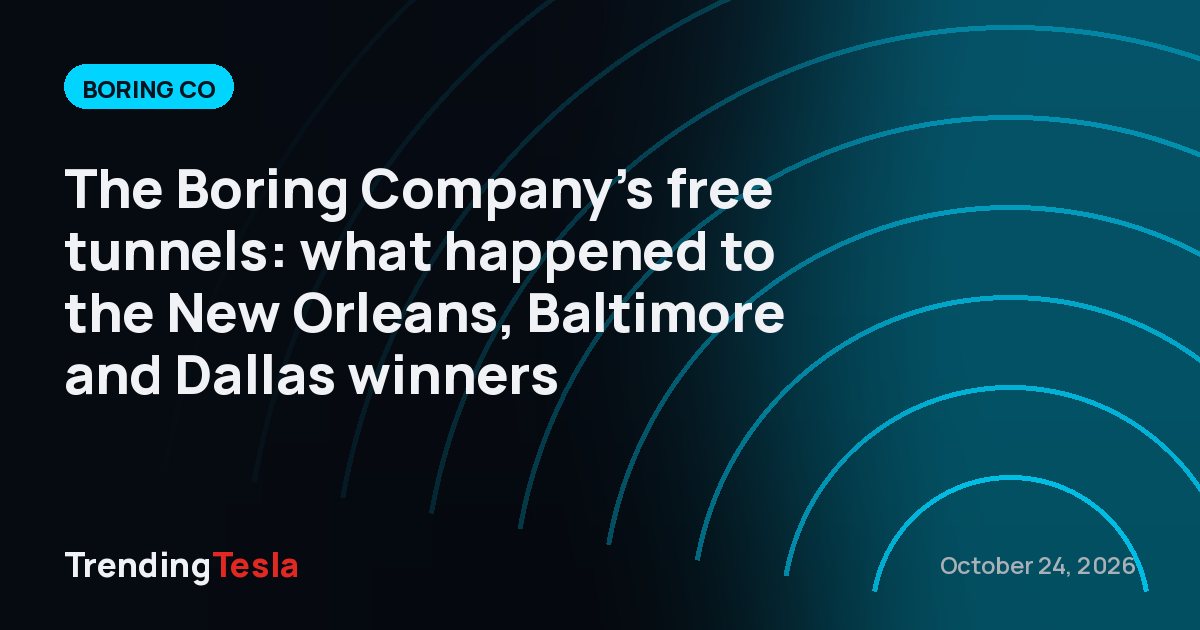 BORING CO
The Boring Company’s free
tunnels: what happened to
the New Orleans, Baltimore
and Dallas winners
TrendingTesla
October 24, 2026